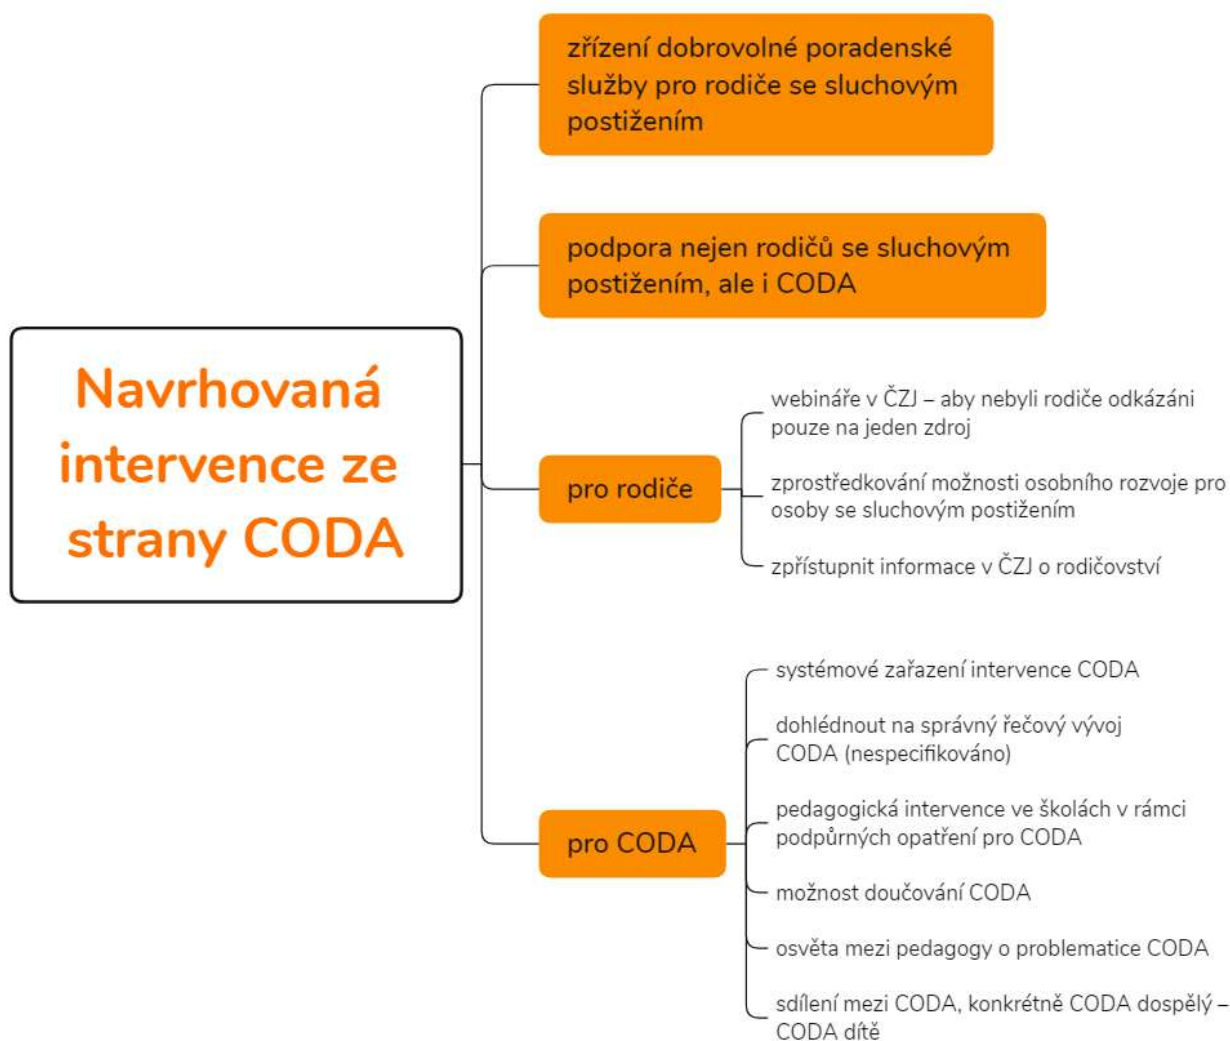 Navrhovaná
intervence ze
strany CODA
zřízení dobrovolné poradenské
služby pro rodiče se sluchovým
postižením
podpora nejen rodičů se sluchovým
postižením, ale i CODA
pro rodiče
webináře v ČZJ – aby nebyli rodiče odkázáni
pouze na jeden zdroj
zprostředkování možnosti osobního rozvoje pro
osoby se sluchovým postižením
zpřístupnit informace v ČZJ o rodičovství
pro CODA
systémové zařazení intervence CODA
dohlédnout na správný řečový vývoj
CODA (nespecifikováno)
pedagogická intervence ve školách v rámci
podpůrných opatření pro CODA
možnost doučování CODA
osvěta mezi pedagogy o problematice CODA
sdílení mezi CODA, konkrétně CODA dospělý –
CODA dítě